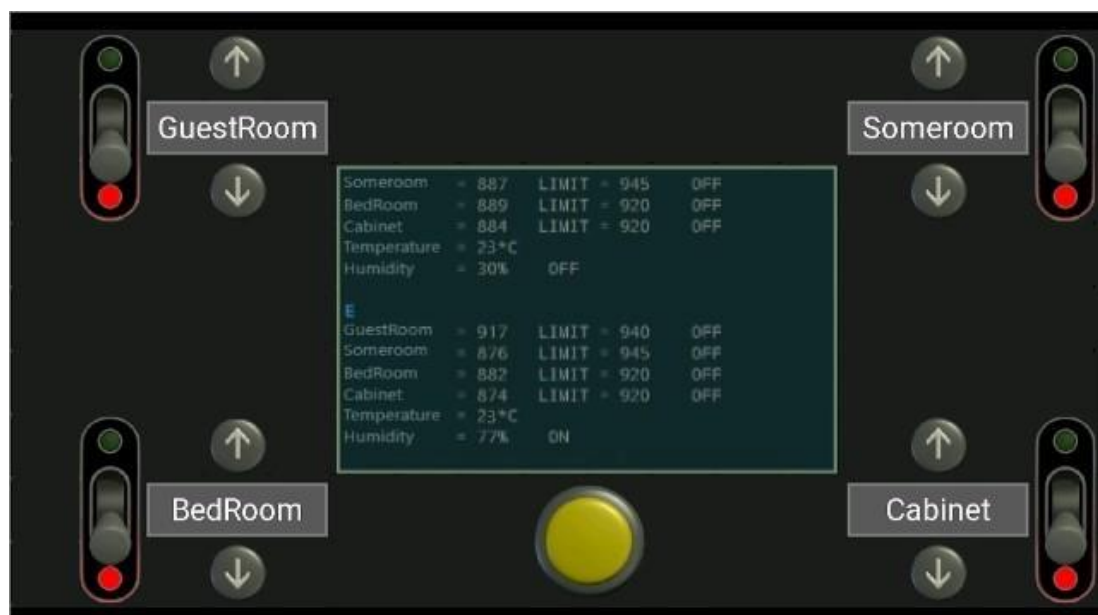 GuestRoom
Someroom
Someroom = 887 LIMIT = 945 OFF
BedRoom = 889 LIMIT = 920 OFF
Cabinet = 884 LIMIT = 920 OFF
Temperature = 23*C
Humidity = 30% OFF
E
GuestRoom = 917 LIMIT = 940 OFF
Someroom = 876 LIMIT = 945 OFF
BedRoom = 882 LIMIT = 920 OFF
Cabinet = 874 LIMIT = 920 OFF
Temperature = 23*C
Humidity = 77% ON
BedRoom
Cabinet